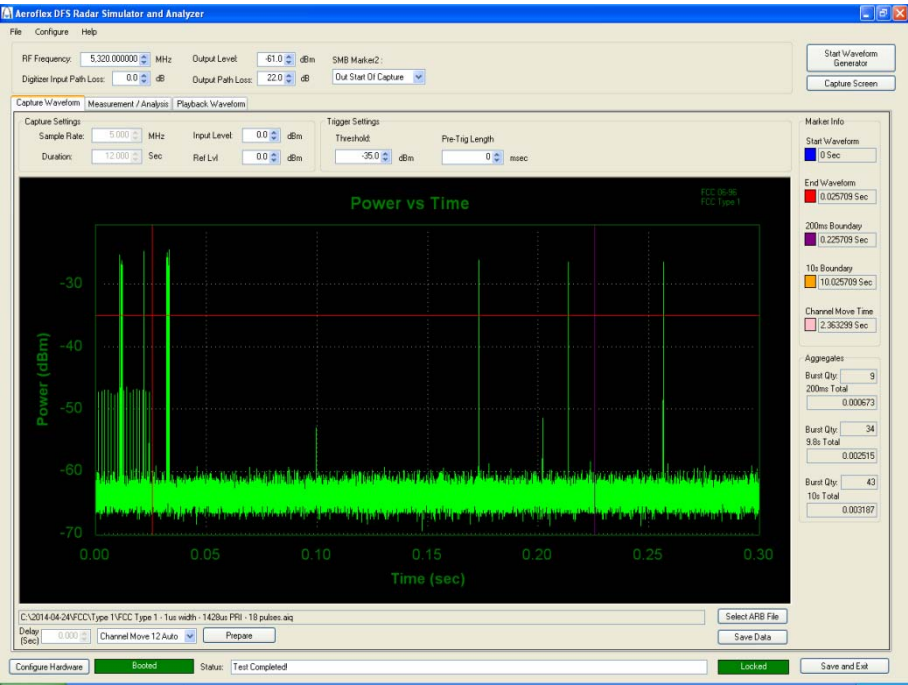 Aeroflex DFS Radar Simulator and Analyzer
File Configure Help
RF Frequency: 5,320.000000 MHz Output Level: -61.0 dBm SMB Marker2 :
Digitizer Input Path Loss: 0.0 dB Output Path Loss: 22.0 dB Out Start Of Capture
Start Waveform Generator
Capture Screen
Capture Waveform Measurement / Analysis Playback Waveform
Capture Settings
Sample Rate: 5.000 MHz Input Level: 0.0 dBm
Duration: 12.000 Sec Ref Lvl 0.0 dBm
Trigger Settings
Threshold: Pre-Trig Length
-35.0 dBm 0 msec
Marker Info
Start Waveform
0 Sec
End Waveform
0.025709 Sec
200ms Boundary
0.225709 Sec
10s Boundary
10.025709 Sec
Channel Move Time
2.363299 Sec
Aggregates
Burst Qty: 9
200ms Total
0.000673
Burst Qty: 34
9.8s Total
0.002515
Burst Qty: 43
10s Total
0.003187
Power vs Time
FCC 06-96
FCC Type 1
Power (dBm)
-30
-40
-50
-60
-70
0.00 0.05 0.10 0.15 0.20 0.25 0.30
Time (sec)
C:\2014-04-24\FCC\Type 1\FCC Type 1 - 1us width - 1428us PRI - 18 pulses.aiq
Select ARB File
Delay (Sec) 0.000 Channel Move 12 Auto Prepare
Save Data
Configure Hardware Booted Status: Test Completed! Locked Save and Exit